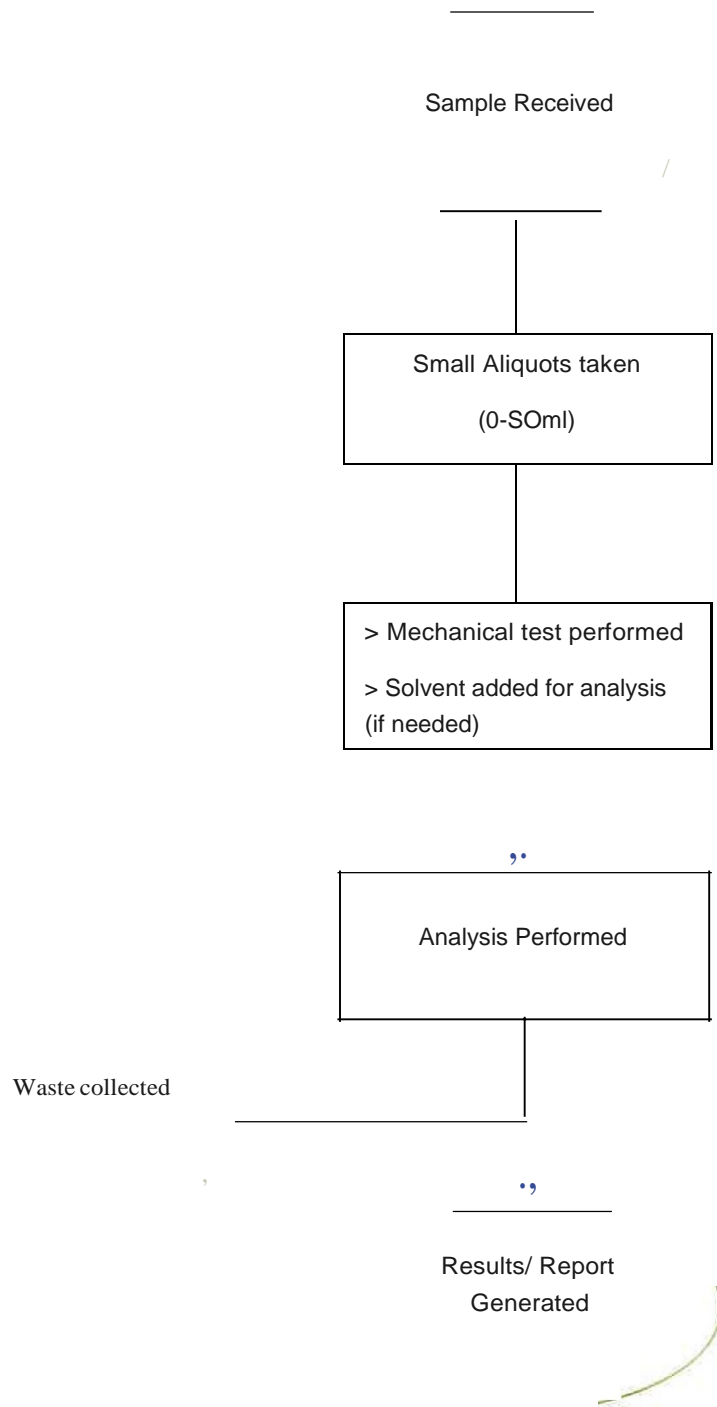 Sample Received
Small Aliquots taken
(0-SOml)
> Mechanical test performed
> Solvent added for analysis
(if needed)
Analysis Performed
Waste collected
Results/ Report
Generated